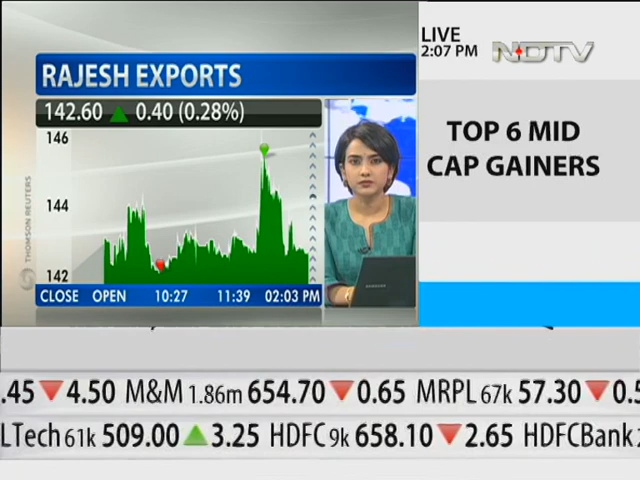 LIVE
2:07 PM
NDTV
RAJESH EXPORTS
142.60 ▲ 0.40 (0.28%)
TOP 6 MID
CAP GAINERS
146
144
142
THOMSON REUTERS
CLOSE OPEN 10:27 11:39 02:03 PM
SAMSUNG
.45 ▼ 4.50 M&M 1.86m 654.70 ▼ 0.65 MRPL 67k 57.30 ▼ 0.5
LTech 61k 509.00 ▲ 3.25 HDFC 9k 658.10 ▼ 2.65 HDFCBank 2